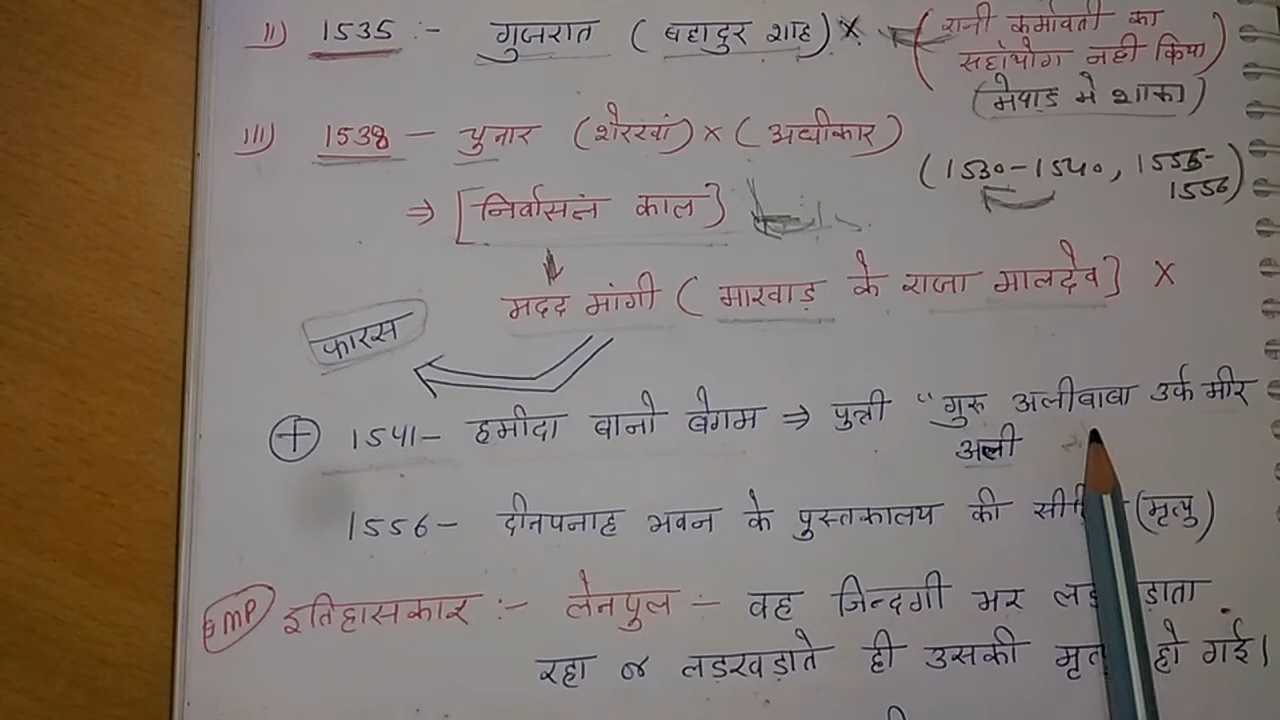 ii) 1535 :- गुजरात ( बहादुर शाह) × ( रानी कर्मावती का
सहोयोग नही किया )
(मेवाड़ मे शाका)
iii) 1538 - चुनार (शेरखां) × ( अधीकार )
(1530-1540, 1555-
1556)
⇒ [निर्वासन काल]
मदद मांगी ( मारवाड़ के राजा मालदेव) ×
फारस
+ 1541- हमीदा बानो बेगम ⇒ पुत्री "गुरु अलीबाबा उर्फ मीर
अली
1556- दीनपनाह भवन के पुस्तकालय की (मृत्यु)
IMP इतिहासकार :- लेनपुल - वह जिन्दगी भर
रहा व लड़खड़ाते ही उसकी हो गई।